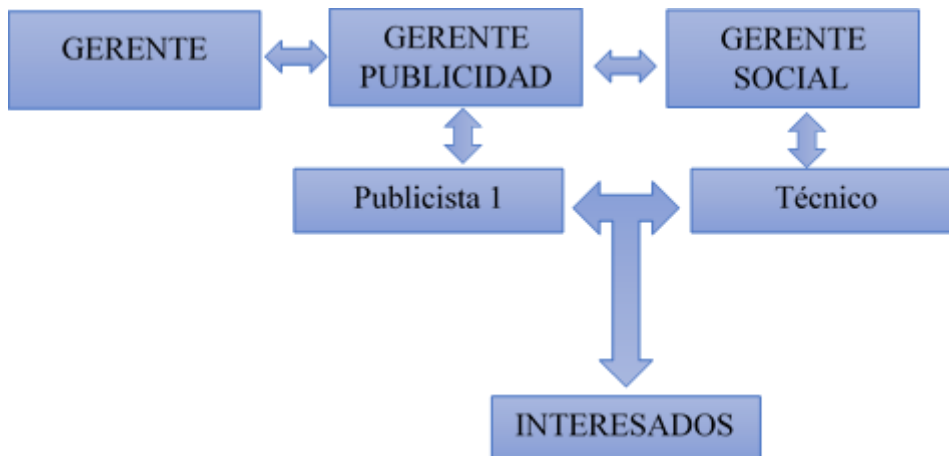 GERENTE
GERENTE
PUBLICIDAD
GERENTE
SOCIAL
Publicista 1
Técnico
INTERESADOS